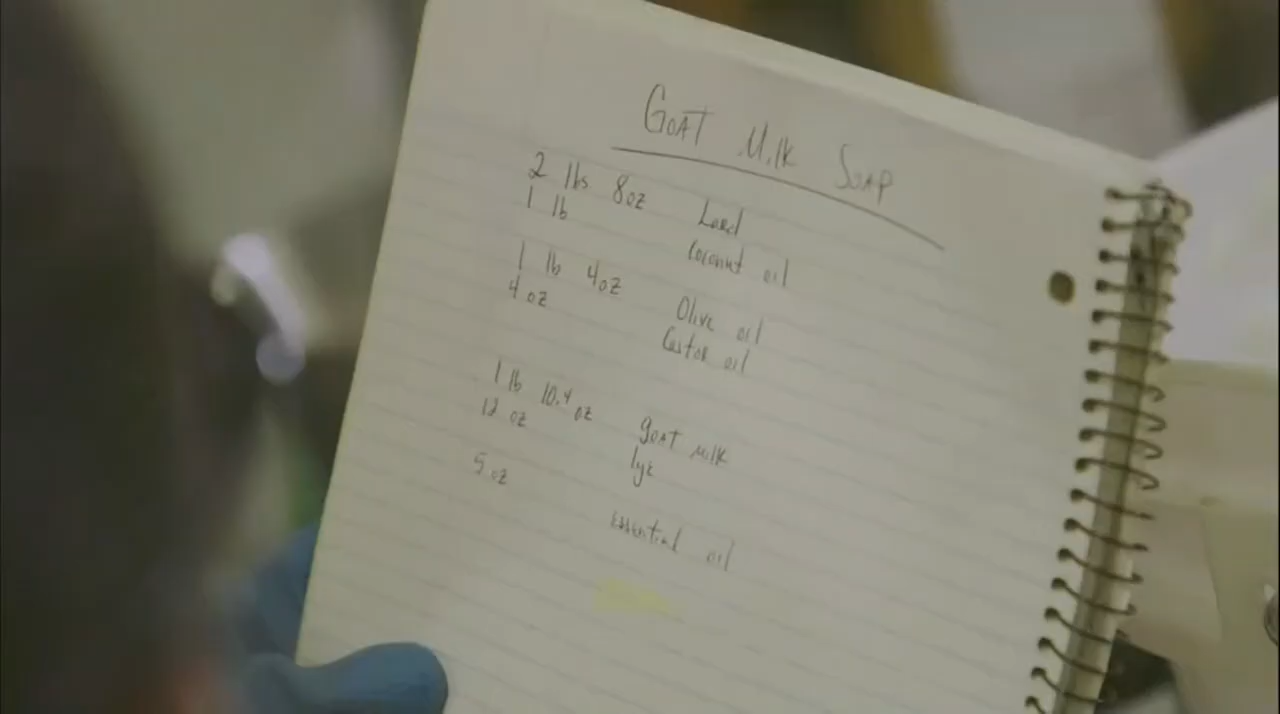 Goat Milk Soap
2 lbs 8oz Lard
1 lb Coconut oil
1 lb 4oz Olive oil
4 oz Castor oil
1 lb 10.4 oz goat milk
12 oz lye
5 oz essential oil